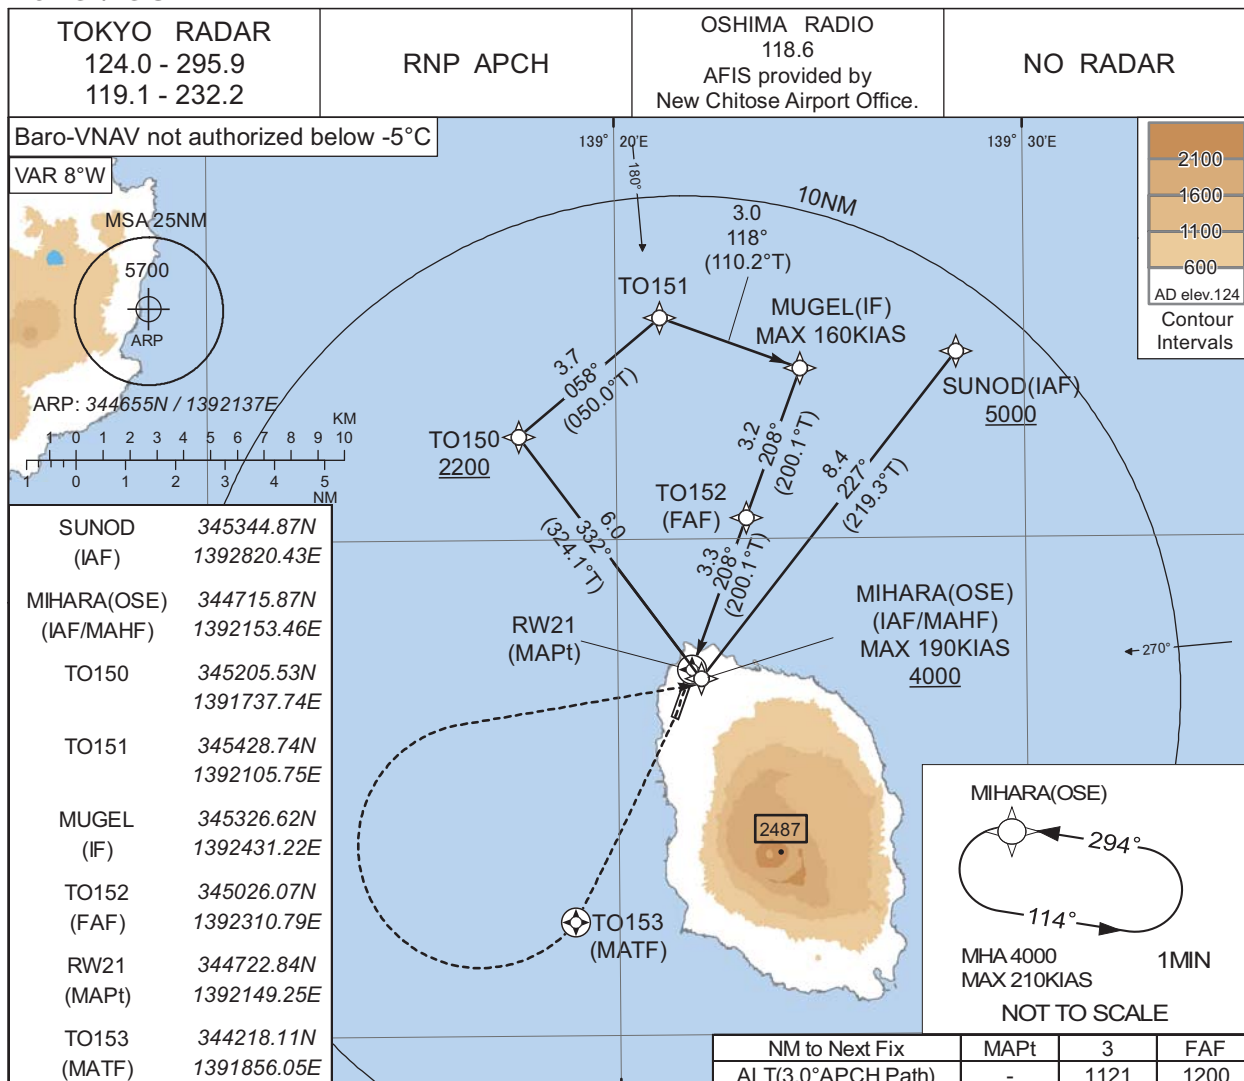 TOKYO RADAR
124.0 - 295.9
119.1 - 232.2
RNP APCH
OSHIMA RADIO
118.6
AFIS provided by
New Chitose Airport Office.
NO RADAR
Baro-VNAV not authorized below -5°C
VAR 8°W
139° 20'E
139° 30'E
180°
10NM
2100
1600
1100
600
AD elev.124
Contour
Intervals
MSA 25NM
5700
ARP
ARP: 344655N / 1392137E
KM
1 0 1 2 3 4 5 6 7 8 9 10
1 0 1 2 3 4 5
NM
3.0
118°
(110.2°T)
TO151
MUGEL(IF)
MAX 160KIAS
SUNOD(IAF)
5000
3.7
058°
(050.0°T)
TO150
2200
3.2
208°
(200.1°T)
8.4
227°
(219.3°T)
TO152
(FAF)
6.0
332°
(324.1°T)
3.3
208°
(200.1°T)
RW21
(MAPt)
MIHARA(OSE)
(IAF/MAHF)
MAX 190KIAS
4000
270°
SUNOD 345344.87N
(IAF) 1392820.43E
MIHARA(OSE) 344715.87N
(IAF/MAHF) 1392153.46E
TO150 345205.53N
1391737.74E
TO151 345428.74N
1392105.75E
MUGEL 345326.62N
(IF) 1392431.22E
TO152 345026.07N
(FAF) 1392310.79E
RW21 344722.84N
(MAPt) 1392149.25E
TO153 344218.11N
(MATF) 1391856.05E
2487
TO153
(MATF)
MIHARA(OSE)
294°
114°
MHA 4000
MAX 210KIAS
1MIN
NOT TO SCALE
NM to Next Fix MAPt 3 FAF
ALT(3.0°APCH Path) - 1121 1200